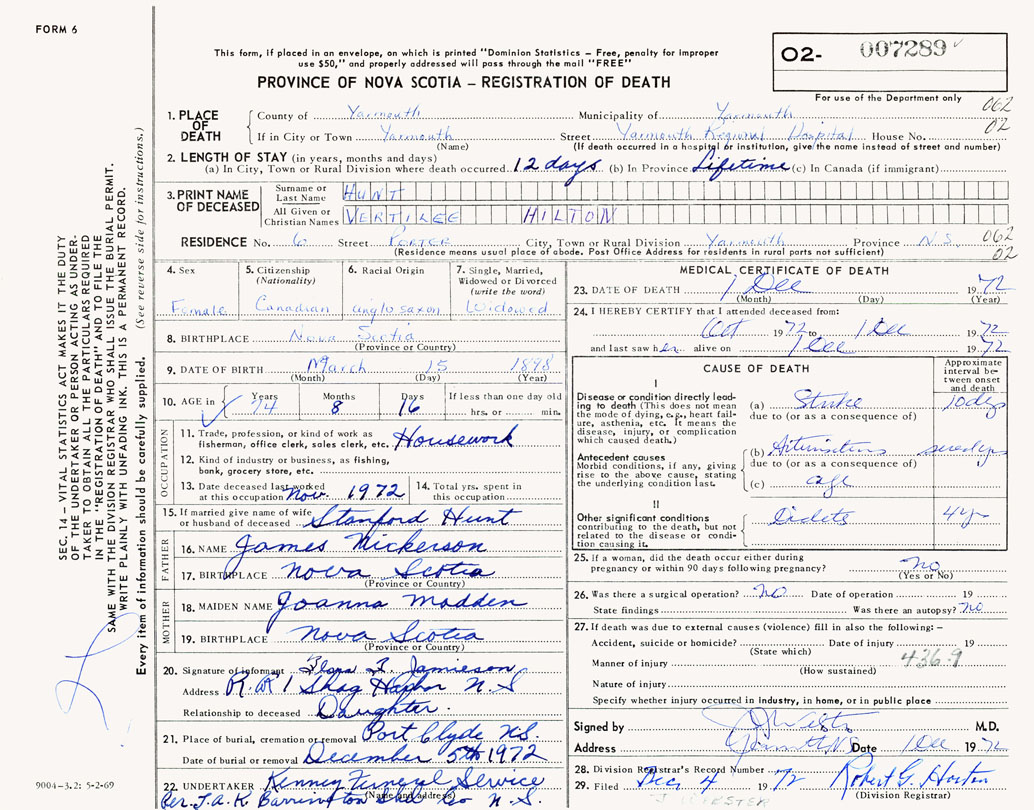 FORM 6
This form, if placed in an envelope, on which is printed "Dominion Statistics – Free, penalty for improper
use $50," and properly addressed will pass through the mail "FREE"
PROVINCE OF NOVA SCOTIA – REGISTRATION OF DEATH
O2- 007289
For use of the Department only
062
02
1. PLACE OF DEATH
County of Yarmouth Municipality of Yarmouth
If in City or Town Yarmouth Street Yarmouth Regional Hospital House No.
(Name) (If death occurred in a hospital or institution, give the name instead of street and number)
2. LENGTH OF STAY (in years, months and days)
(a) In City, Town or Rural Division where death occurred 12 days (b) In Province Lifetime (c) In Canada (if immigrant)
3. PRINT NAME OF DECEASED
Surname or Last Name HUNT
All Given or Christian Names VERTILEE HILTON
RESIDENCE No. 6 Street PORTER City, Town or Rural Division Yarmouth Province N S
062
02
(Residence means usual place of abode. Post Office Address for residents in rural parts not sufficient)
4. Sex
Female
5. Citizenship
(Nationality)
Canadian
6. Racial Origin
anglo saxon
7. Single, Married,
Widowed or Divorced
(write the word)
Widowed
8. BIRTHPLACE Nova Scotia
(Province or Country)
9. DATE OF BIRTH March 15 1898
(Month) (Day) (Year)
10. AGE in Years Months Days If less than one day old
74 8 16 hrs. or min.
OCCUPATION
11. Trade, profession, or kind of work as
fisherman, office clerk, sales clerk, etc. Housework
12. Kind of industry or business, as fishing,
bank, grocery store, etc.
13. Date deceased last worked
at this occupation Nov. 1972
14. Total yrs. spent in
this occupation
15. If married give name of wife
or husband of deceased Stanford Hunt
FATHER
16. NAME James Nickerson
17. BIRTHPLACE Nova Scotia
(Province or Country)
MOTHER
18. MAIDEN NAME Joanna Madden
19. BIRTHPLACE Nova Scotia
(Province or Country)
20. Signature of informant Jamieson
Address R.R'1 Shag Harbor N.S
Relationship to deceased Daughter.
21. Place of burial, cremation or removal Port Clyde N.S.
Date of burial or removal December 5th 1972
22. UNDERTAKER Kenney Funeral Service
(Name and address)
Per. J.A.K Barrington Co N.S.
MEDICAL CERTIFICATE OF DEATH
23. DATE OF DEATH 1 Dec 1972
(Month) (Day) (Year)
24. I HEREBY CERTIFY that I attended deceased from:
Oct 1972 to 1 Dec 1972
and last saw her alive on 1 Dec 1972
CAUSE OF DEATH
Approximate
interval be-
tween onset
and death
I
Disease or condition directly lead-
ing to death (This does not mean
the mode of dying, e.g., heart fail-
ure, asthenia, etc. It means the
disease, injury, or complication
which caused death.)
(a) Stroke 10 dys
due to (or as a consequence of)
Antecedent causes
Morbid conditions, if any, giving
rise to the above cause, stating
the underlying condition last.
(b)
due to (or as a consequence of)
(c) age
II
Other significant conditions
contributing to the death, but not
related to the disease or condi-
tion causing it.
4 yr
25. If a woman, did the death occur either during
pregnancy or within 90 days following pregnancy? no
(Yes or No)
26. Was there a surgical operation? no Date of operation 19
State findings Was there an autopsy? no
27. If death was due to external causes (violence) fill in also the following: –
Accident, suicide or homicide? Date of injury 19
(State which)
436.9
Manner of injury
(How sustained)
Nature of injury
Specify whether injury occurred in industry, in home, or in public place
Signed by M.D.
Address Date 1 Dec 1972
28. Division Registrar's Record Number
29. Filed Dec 4 1972 Robert G. Horton
(Division Registrar)
J WEBSTER
SEC. 14 – VITAL STATISTICS ACT MAKES IT THE DUTY
OF THE UNDERTAKER OR PERSON ACTING AS UNDER-
TAKER TO OBTAIN ALL THE PARTICULARS REQUIRED
IN THE "REGISTRATION OF DEATH" AND TO FILE THE
SAME WITH THE DIVISION REGISTRAR WHO SHALL ISSUE THE BURIAL PERMIT.
WRITE PLAINLY WITH UNFADING INK. THIS IS A PERMANENT RECORD.
Every item of information should be carefully supplied. (See reverse side for instructions.)
9004–3.2: 5-2-69